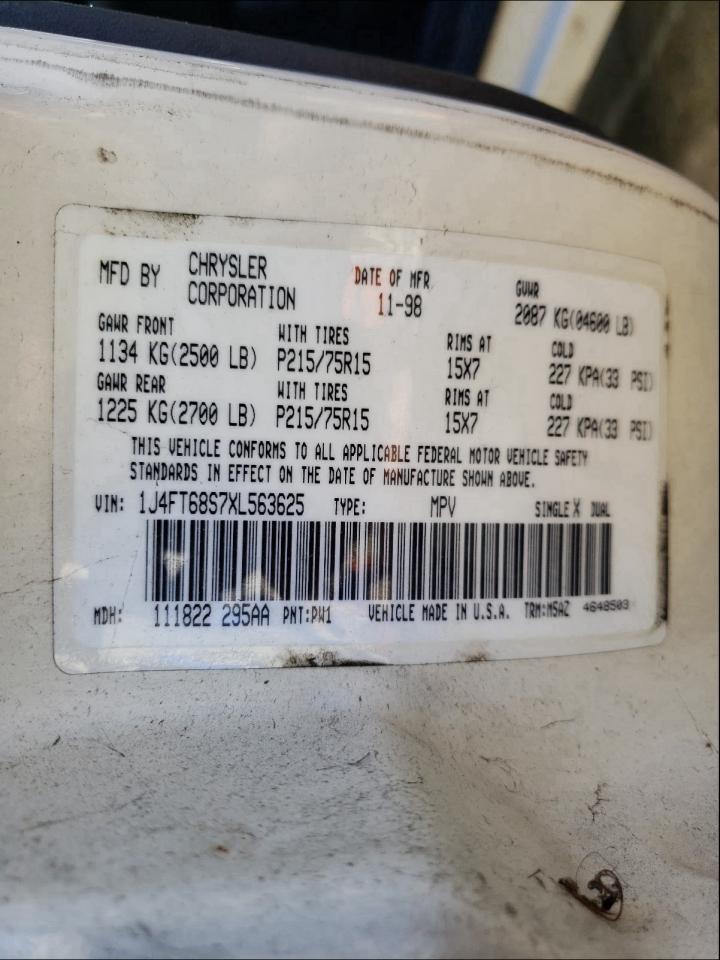 MFD BY CHRYSLER CORPORATION DATE OF MFR 11-98 GVWR 2087 KG(04600 LB)
GAWR FRONT WITH TIRES RIMS AT COLD
1134 KG(2500 LB) P215/75R15 15X7 227 KPA(33 PSI)
GAWR REAR WITH TIRES RIMS AT COLD
1225 KG(2700 LB) P215/75R15 15X7 227 KPA(33 PSI)
THIS VEHICLE CONFORMS TO ALL APPLICABLE FEDERAL MOTOR VEHICLE SAFETY
STANDARDS IN EFFECT ON THE DATE OF MANUFACTURE SHOWN ABOVE.
VIN: 1J4FT68S7XL563625 TYPE: MPV SINGLE X DUAL
MDH: 111822 295AA PNT:PW1 VEHICLE MADE IN U.S.A. TRM:M5AZ 4648503